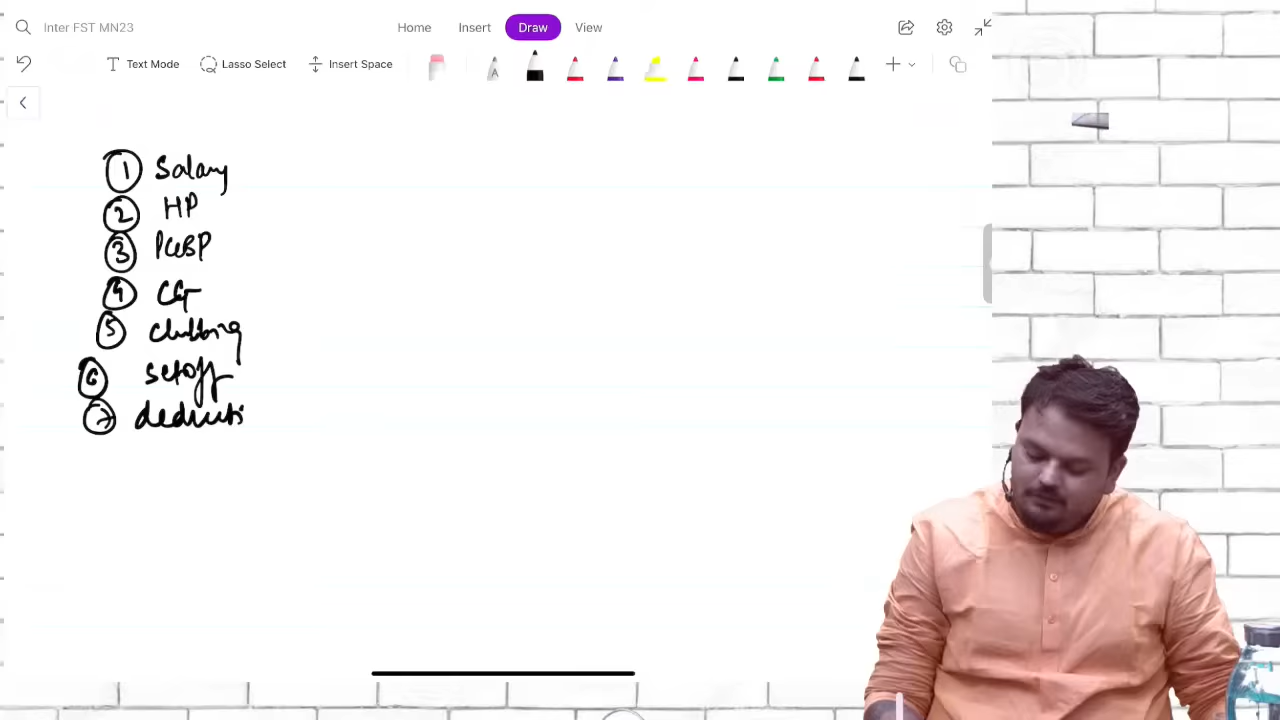 Inter FST MN23
Home Insert Draw View
Text Mode Lasso Select Insert Space
A
1 Salary
2 HP
3 PGBP
4 CG
5 clubbing
6 setoff
7 deducti